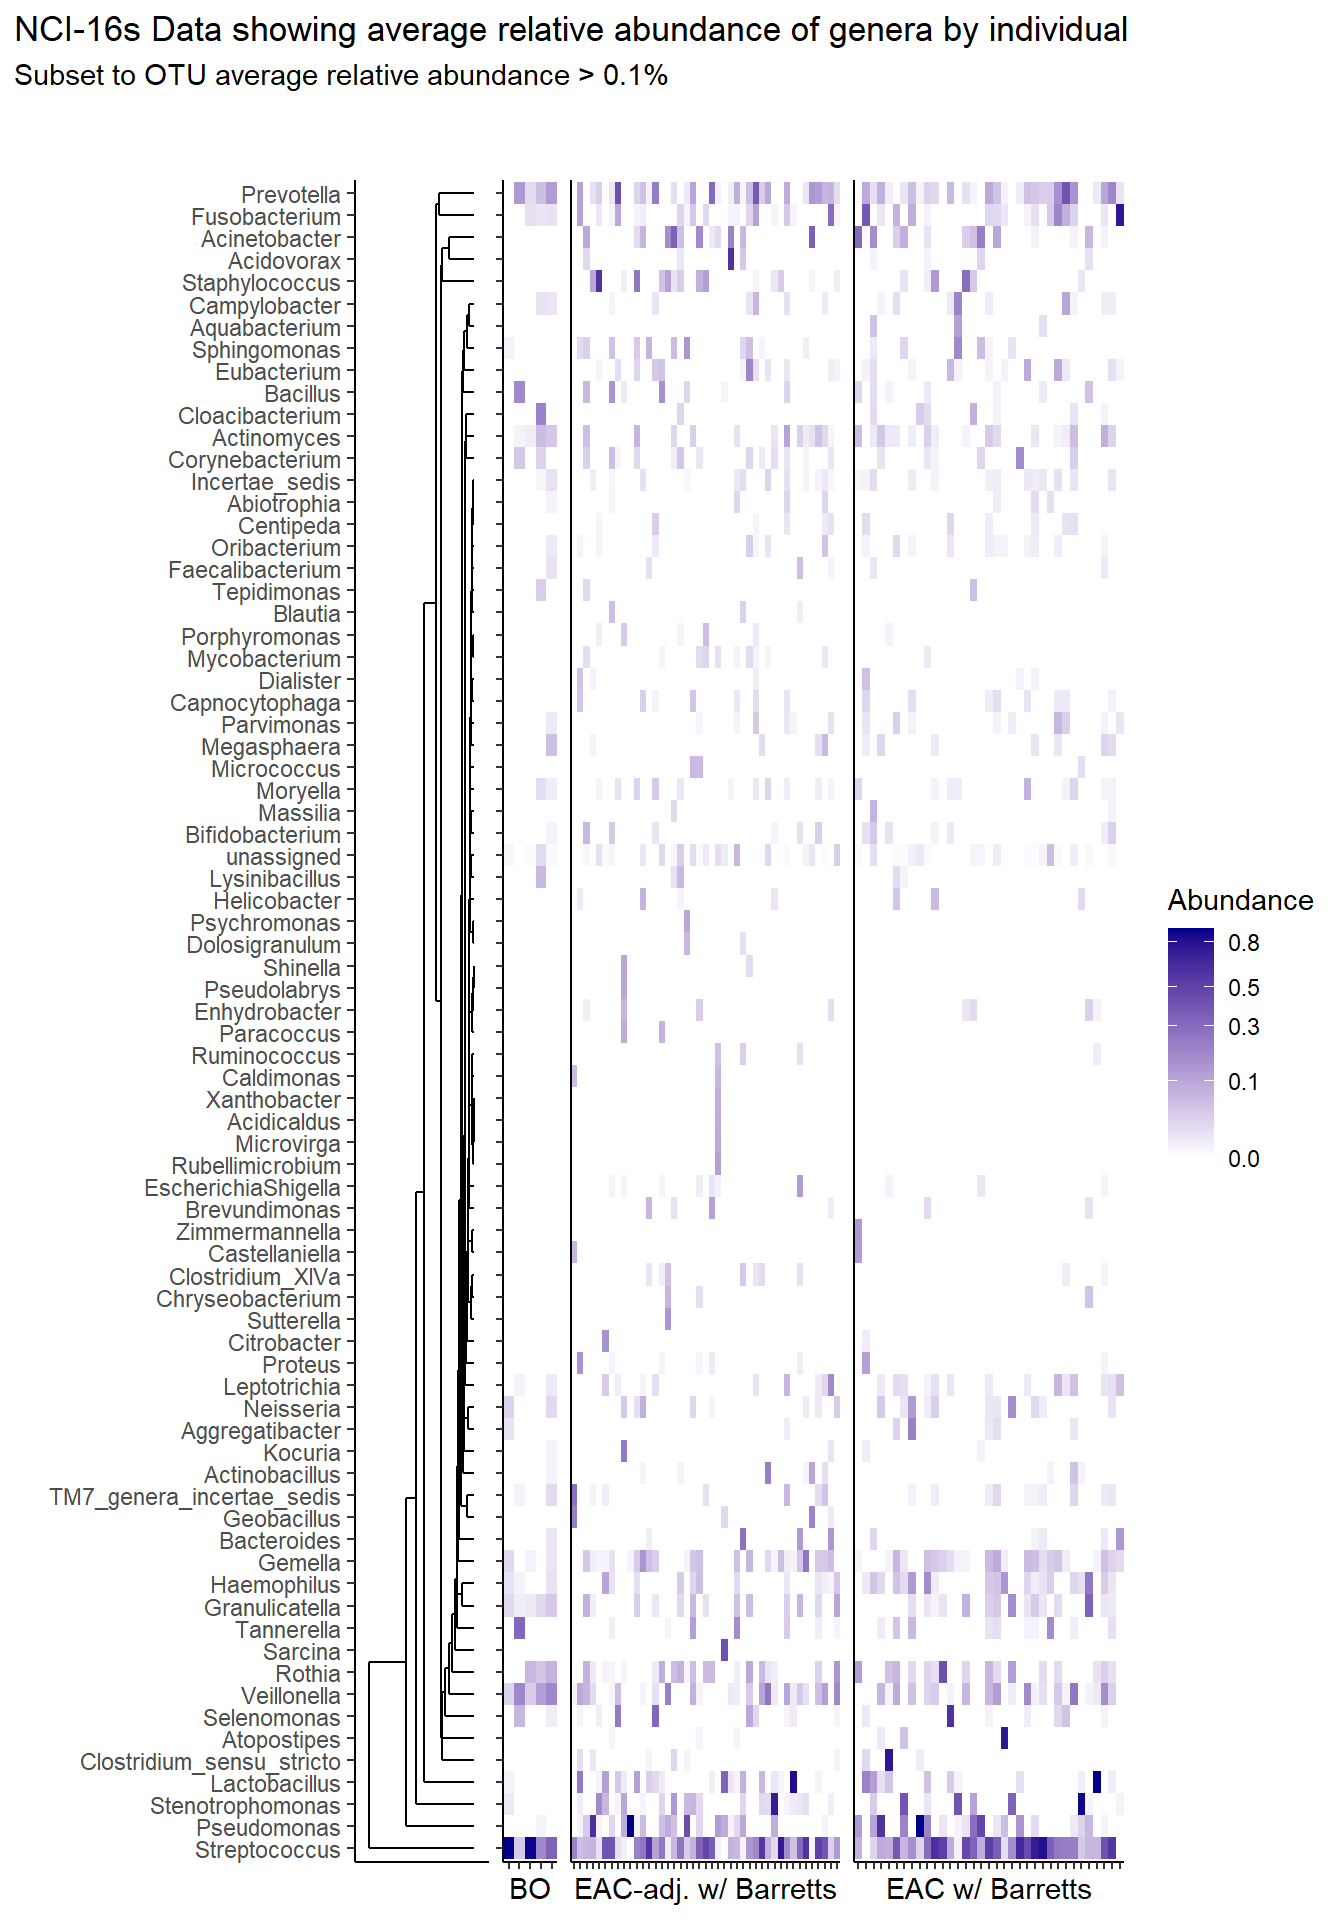 NCI-16s Data showing average relative abundance of genera by individual
Subset to OTU average relative abundance > 0.1%
Prevotella
Fusobacterium
Acinetobacter
Acidovorax
Staphylococcus
Campylobacter
Aquabacterium
Sphingomonas
Eubacterium
Bacillus
Cloacibacterium
Actinomyces
Corynebacterium
Incertae_sedis
Abiotrophia
Centipeda
Oribacterium
Faecalibacterium
Tepidimonas
Blautia
Porphyromonas
Mycobacterium
Dialister
Capnocytophaga
Parvimonas
Megasphaera
Micrococcus
Moryella
Massilia
Bifidobacterium
unassigned
Lysinibacillus
Helicobacter
Psychromonas
Dolosigranulum
Shinella
Pseudolabrys
Enhydrobacter
Paracoccus
Ruminococcus
Caldimonas
Xanthobacter
Acidicaldus
Microvirga
Rubellimicrobium
EscherichiaShigella
Brevundimonas
Zimmermannella
Castellaniella
Clostridium_XlVa
Chryseobacterium
Sutterella
Citrobacter
Proteus
Leptotrichia
Neisseria
Aggregatibacter
Kocuria
Actinobacillus
TM7_genera_incertae_sedis
Geobacillus
Bacteroides
Gemella
Haemophilus
Granulicatella
Tannerella
Sarcina
Rothia
Veillonella
Selenomonas
Atopostipes
Clostridium_sensu_stricto
Lactobacillus
Stenotrophomonas
Pseudomonas
Streptococcus
BO
EAC-adj. w/ Barretts
EAC w/ Barretts
Abundance
0.8
0.5
0.3
0.1
0.0